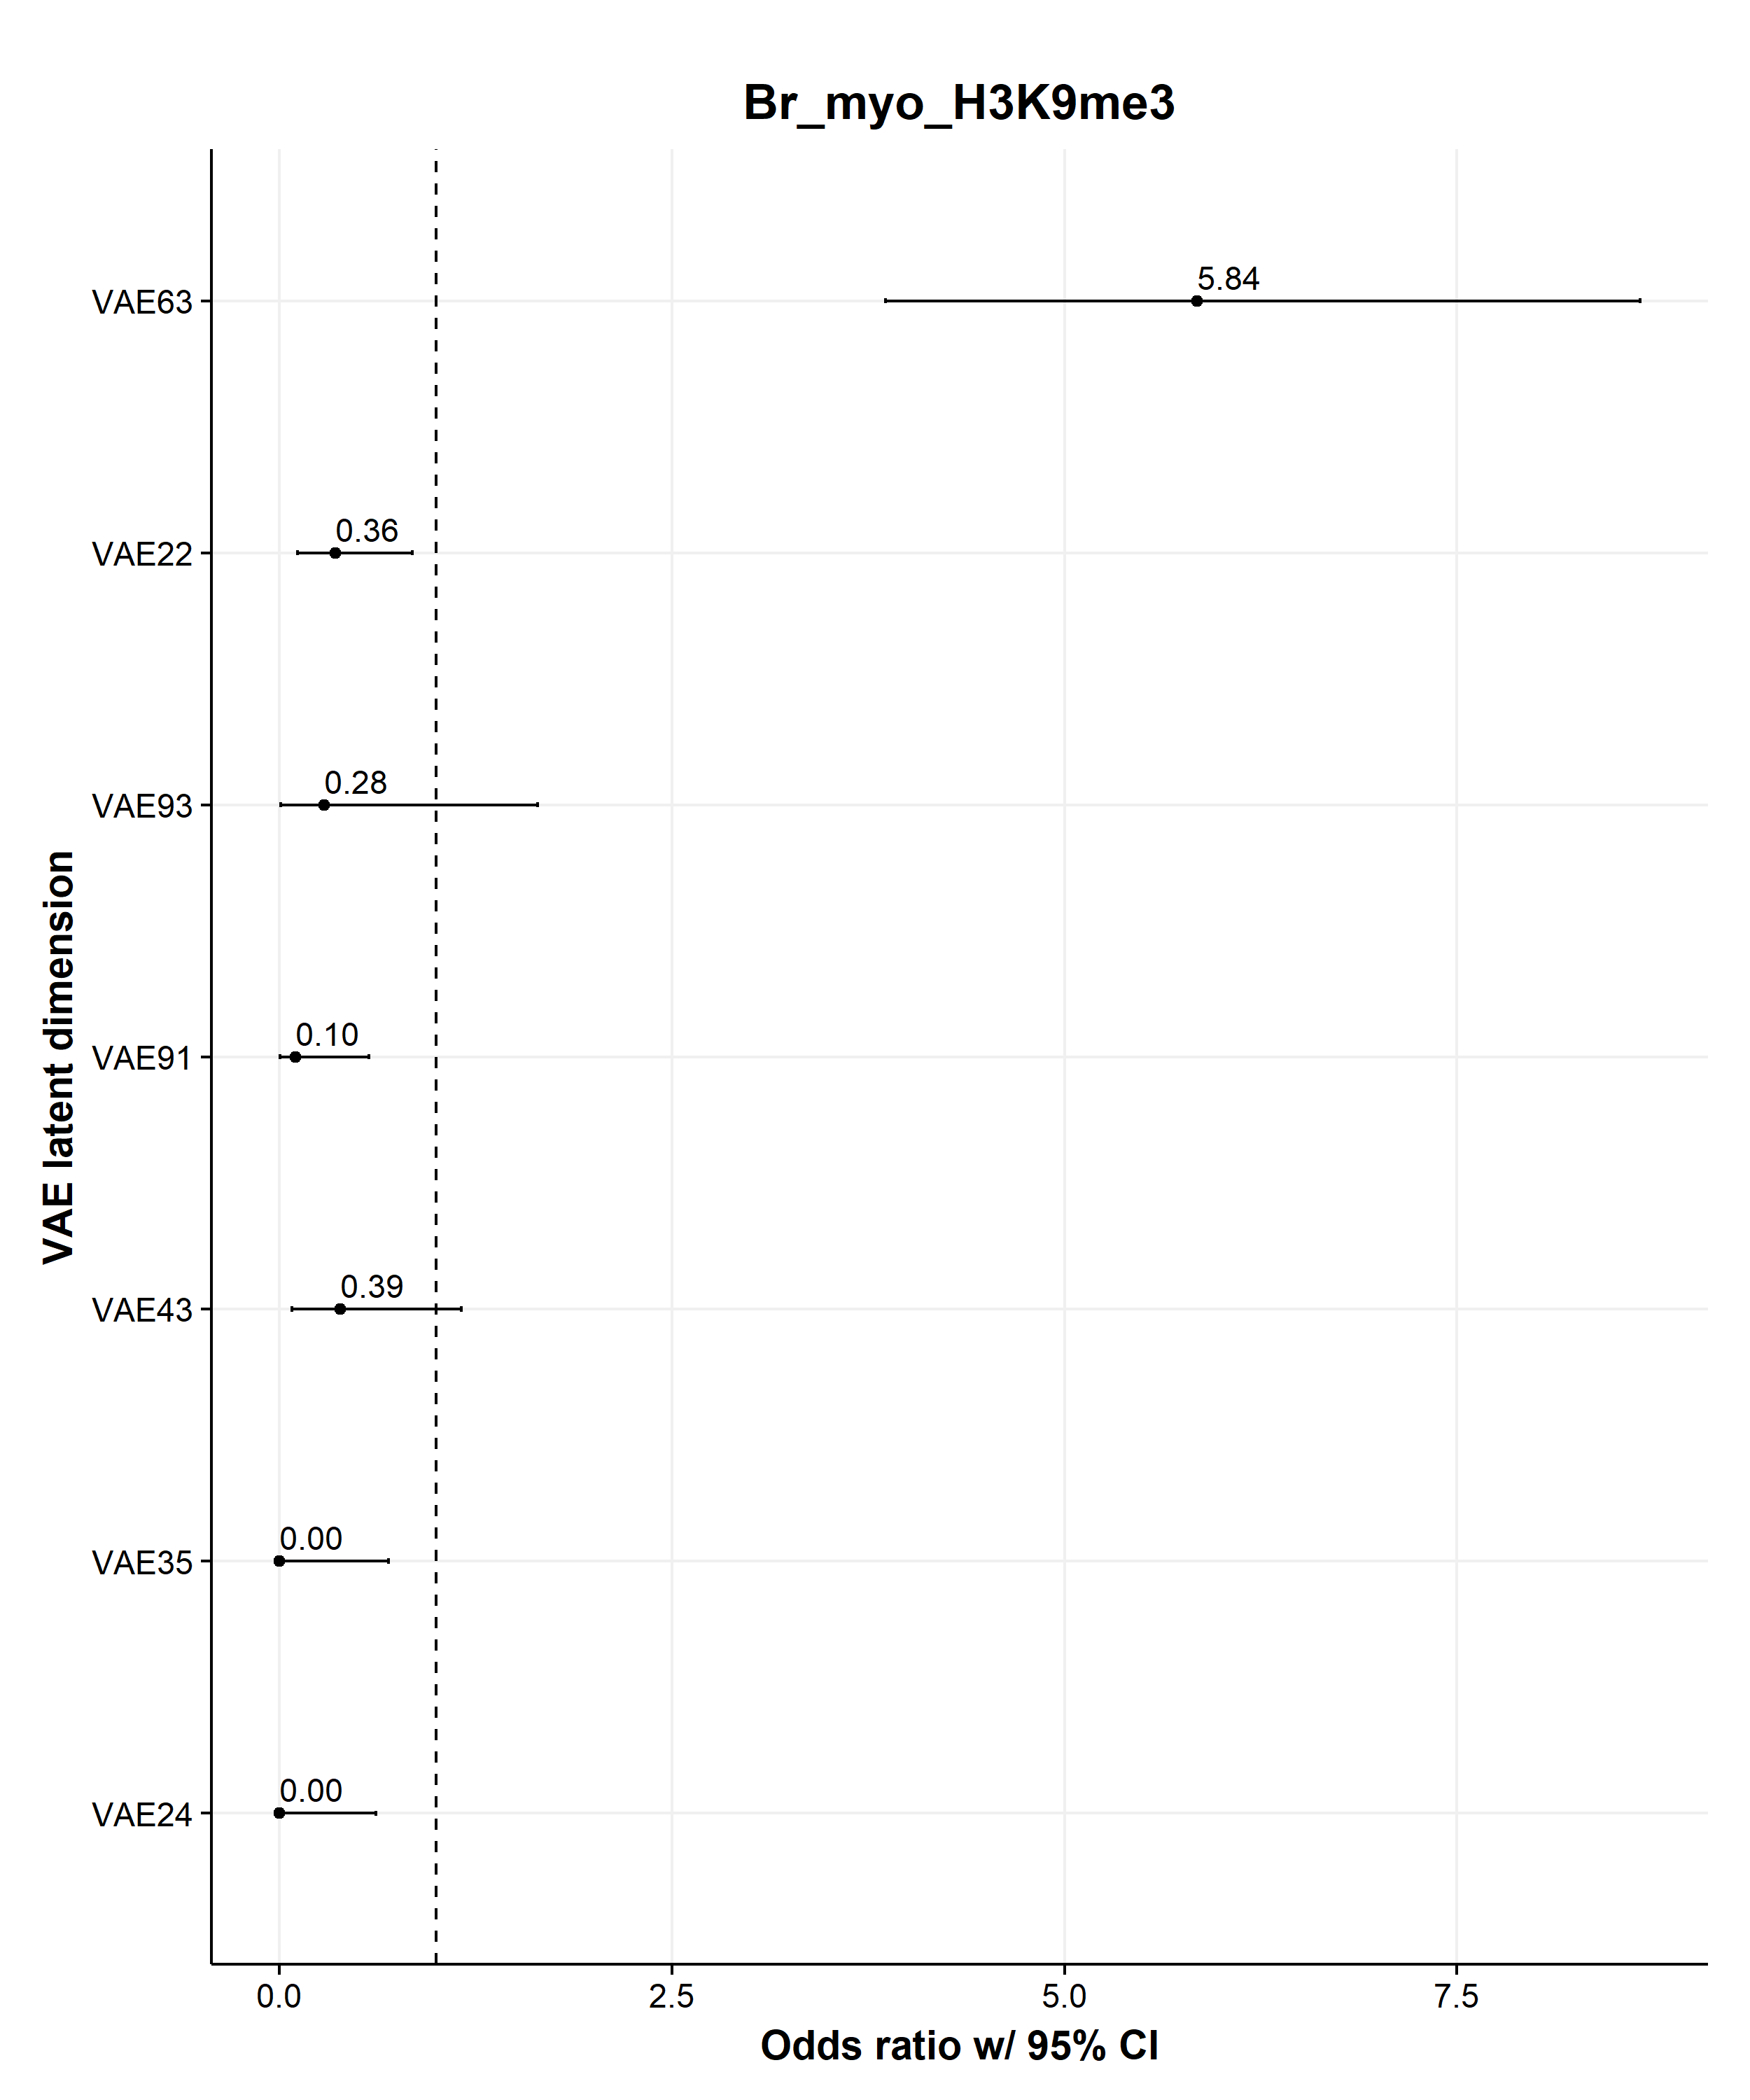 Br_myo_H3K9me3
VAE latent dimension
VAE63
5.84
VAE22
0.36
VAE93
0.28
VAE91
0.10
VAE43
0.39
VAE35
0.00
VAE24
0.00
0.0 2.5 5.0 7.5
Odds ratio w/ 95% CI